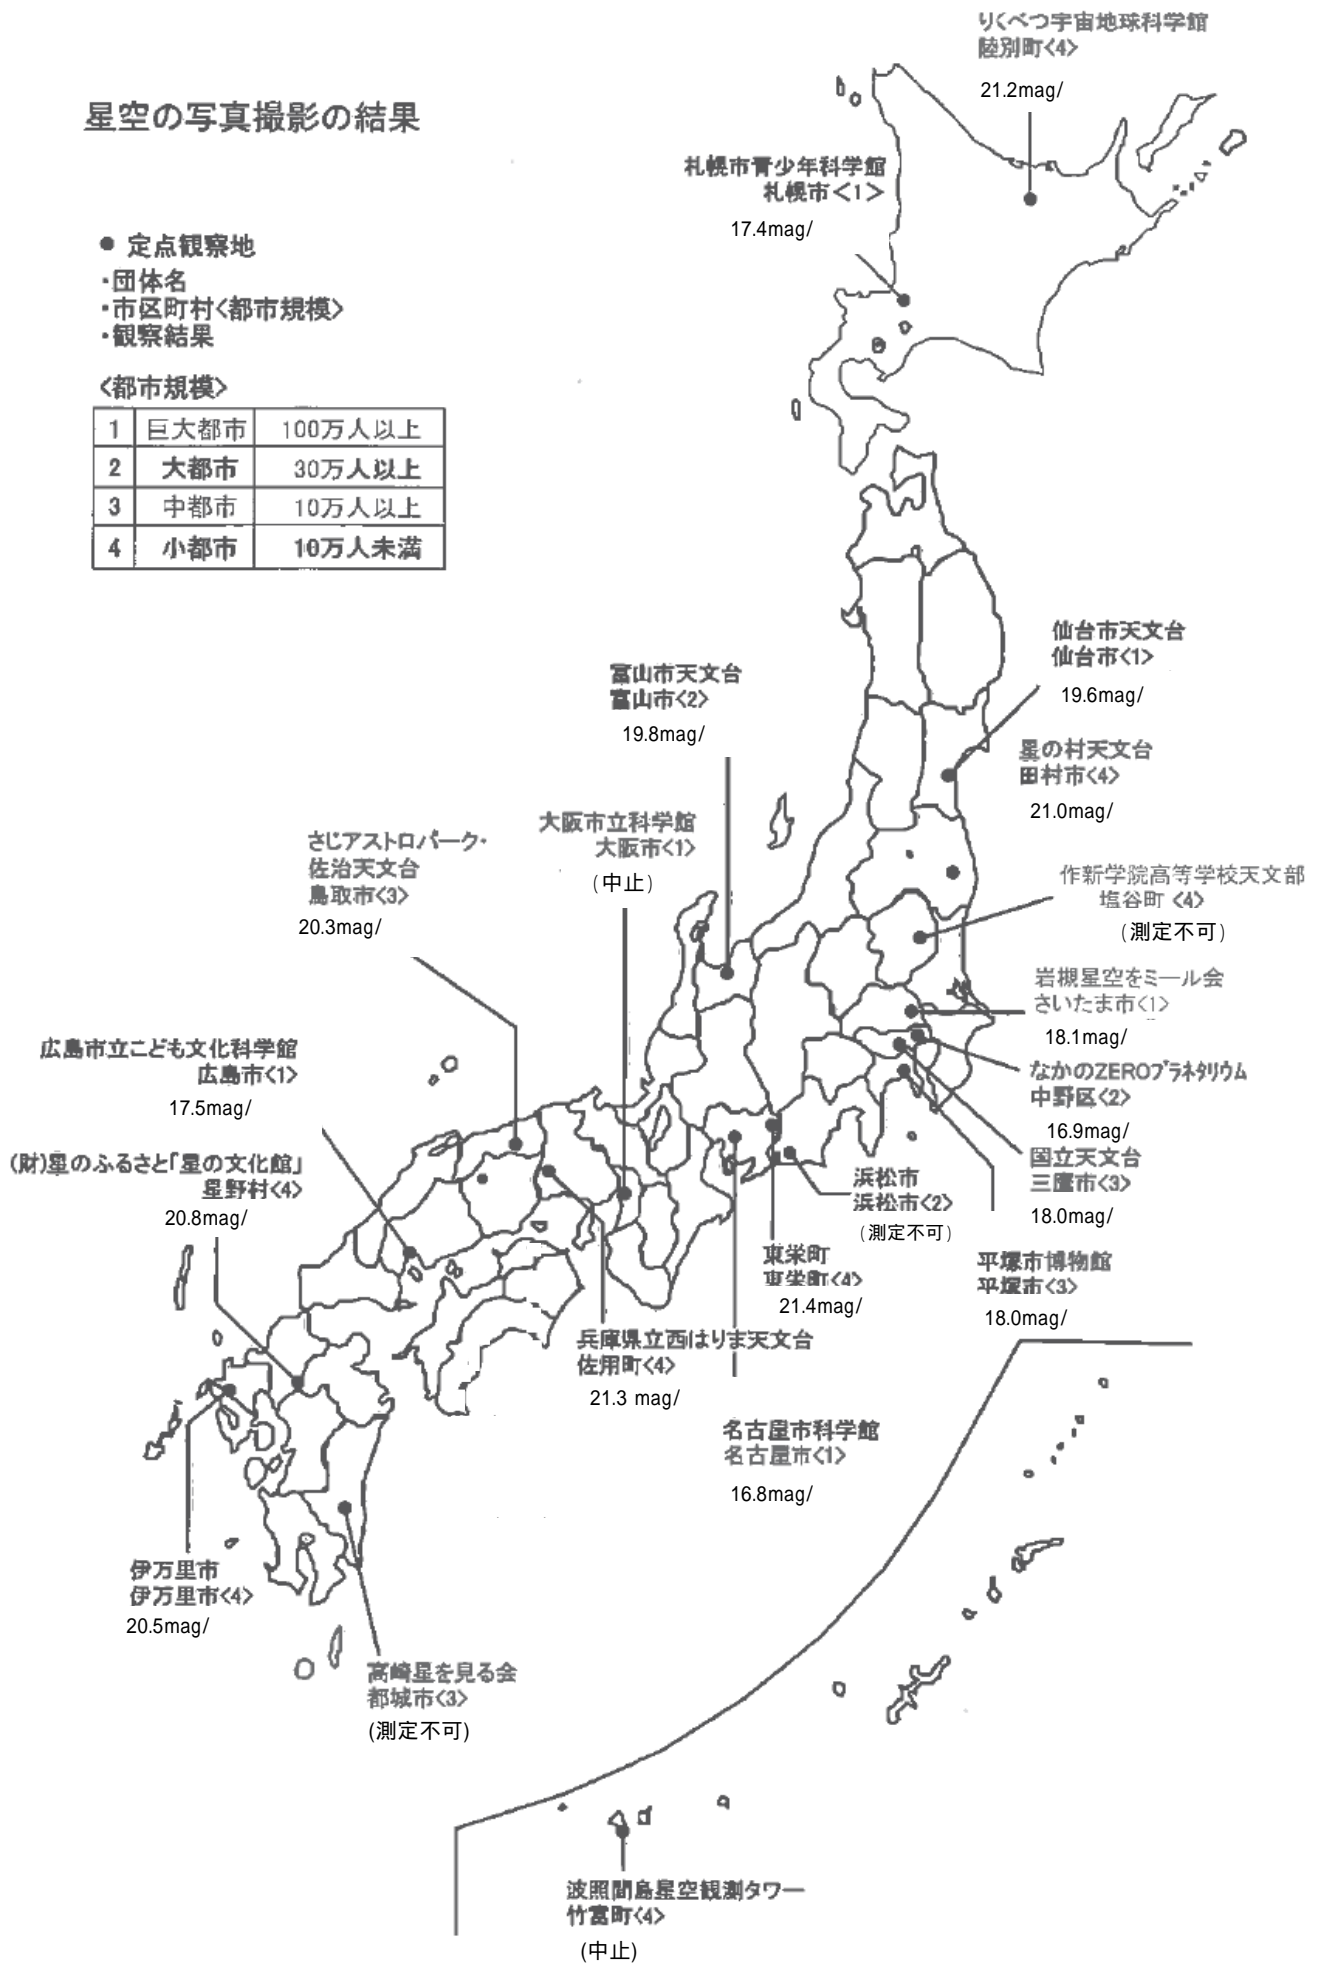 りくべつ宇宙地球科学館
陸別町<4>
21.2mag/
星空の写真撮影の結果
札幌市青少年科学館
札幌市<1>
17.4mag/
● 定点観察地
・団体名
・市区町村<都市規模>
・観察結果
<都市規模>
1 巨大都市 100万人以上
2 大都市 30万人以上
3 中都市 10万人以上
4 小都市 10万人未満
仙台市天文台
仙台市<1>
19.6mag/
富山市天文台
富山市<2>
19.8mag/
星の村天文台
田村市<4>
21.0mag/
大阪市立科学館
大阪市<1>
(中止)
さじアストロパーク・
佐治天文台
鳥取市<3>
20.3mag/
作新学院高等学校天文部
塩谷町 <4>
(測定不可)
岩槻星空をミール会
さいたま市<1>
18.1mag/
広島市立こども文化科学館
広島市<1>
17.5mag/
なかのZEROプラネタリウム
中野区<2>
16.9mag/
(財)星のふるさと「星の文化館」
星野村<4>
20.8mag/
国立天文台
三鷹市<3>
18.0mag/
浜松市
浜松市<2>
(測定不可)
東栄町
東栄町<4>
21.4mag/
平塚市博物館
平塚市<3>
18.0mag/
兵庫県立西はりま天文台
佐用町<4>
21.3 mag/
名古屋市科学館
名古屋市<1>
16.8mag/
伊万里市
伊万里市<4>
20.5mag/
高崎星を見る会
都城市<3>
(測定不可)
波照間島星空観測タワー
竹富町<4>
(中止)